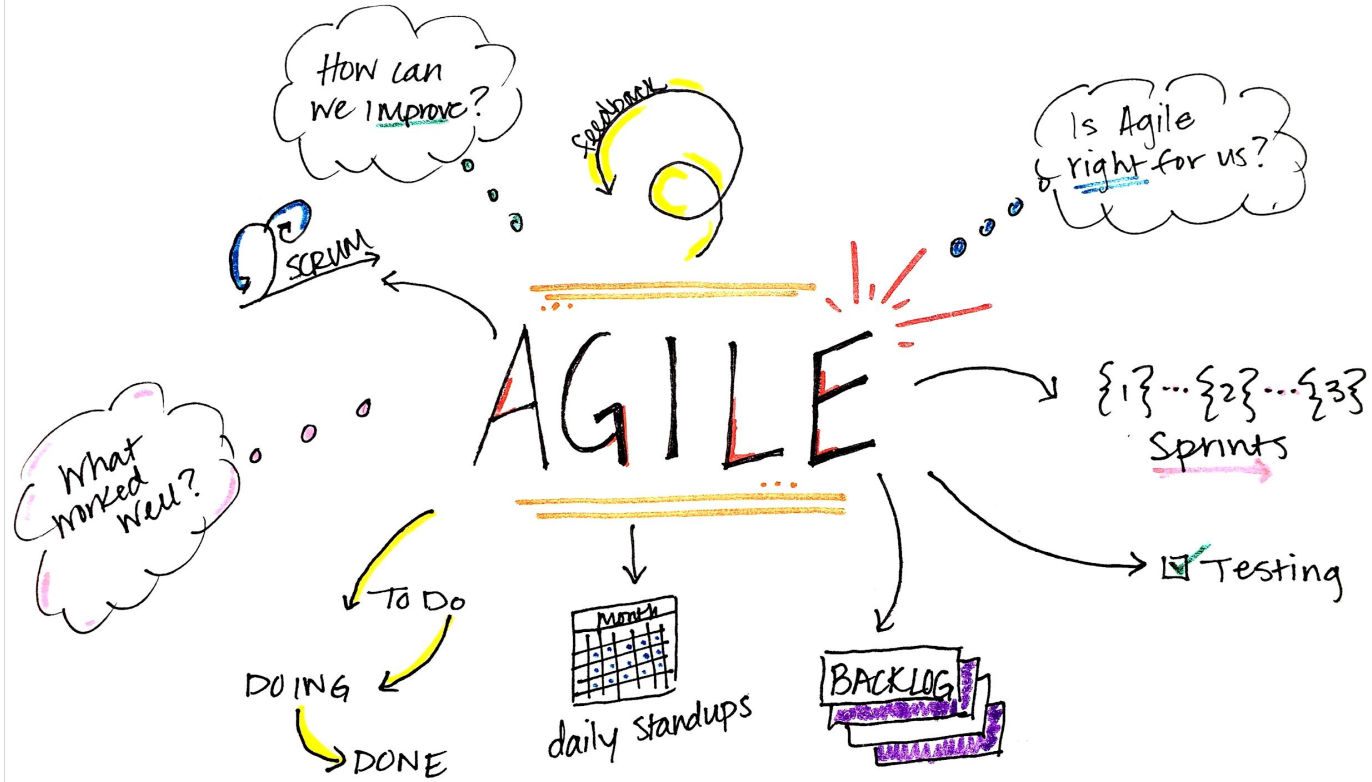 How can
we improve?
feedback
Is Agile
right for us?
SCRUM
AGILE
{1}...{2}...{3}
Sprints
What
worked
well?
TO DO
DOING
DONE
Month
daily standups
BACKLOG
Testing